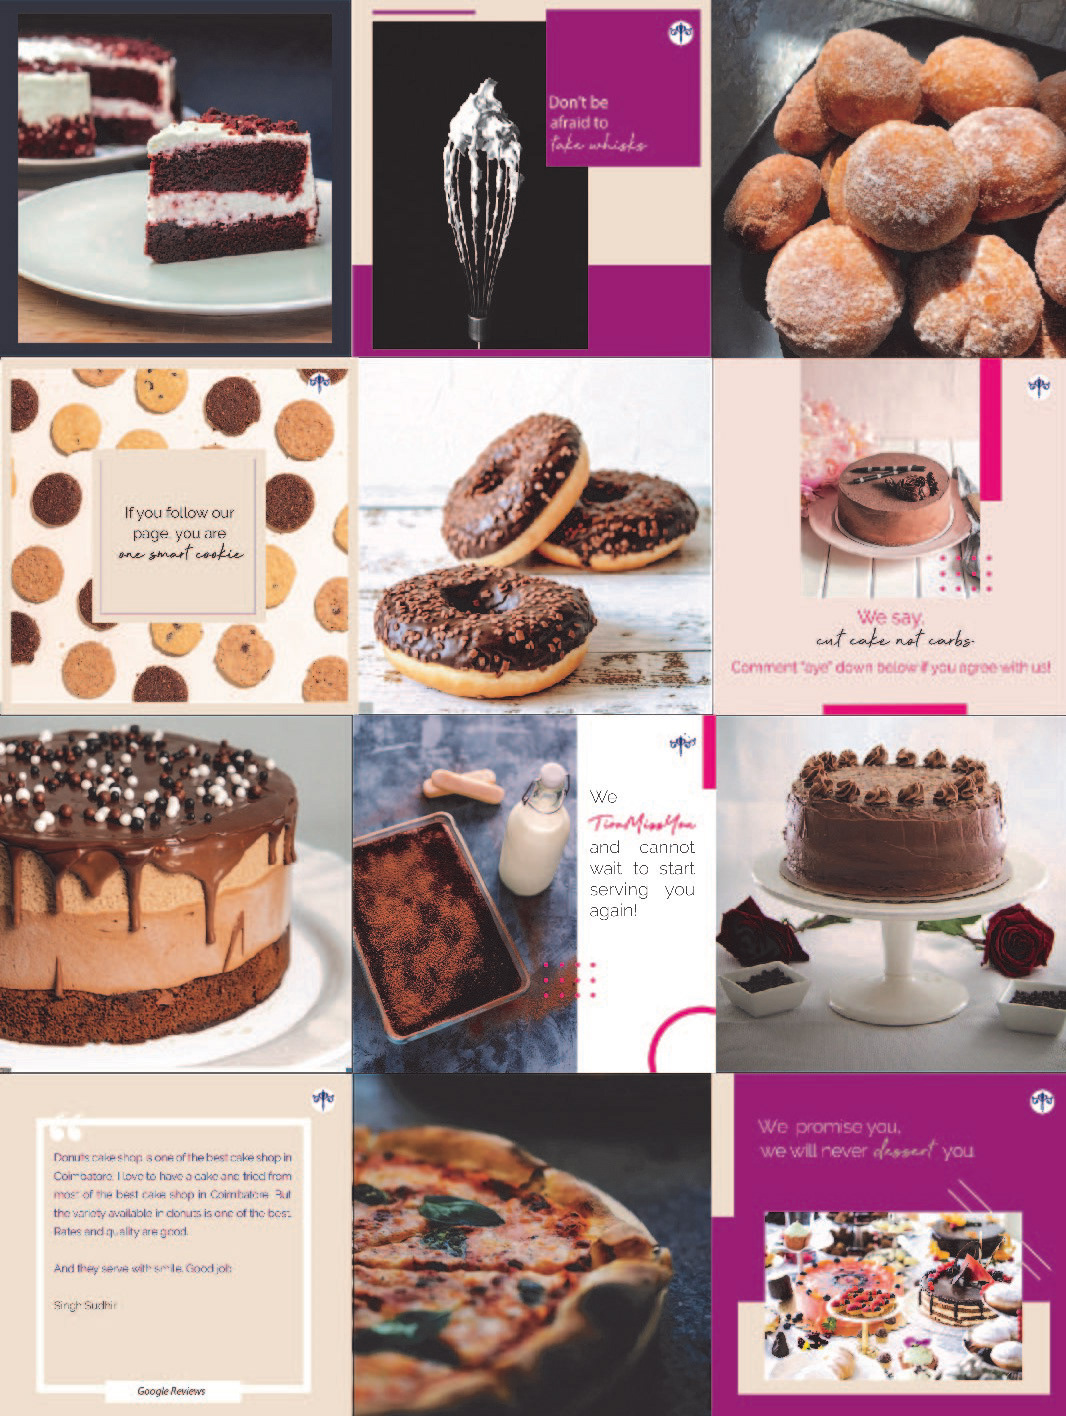 Don't be
afraid to
take whisks
If you follow our
page, you are
one smart cookie
We say,
cut cake not carbs.
Comment "aye" down below if you agree with us!
We
TiraMissYou
and cannot
wait to start
serving you
again!
Donuts cake shop is one of the best cake shop in
Coimbatore. I love to have a cake and tried from
most of the best cake shop in Coimbatore. But
the variety available in donuts is one of the best.
Rates and quality are good.
And they serve with smile. Good job
Singh Sudhir
Google Reviews
We promise you,
we will never dessert you.